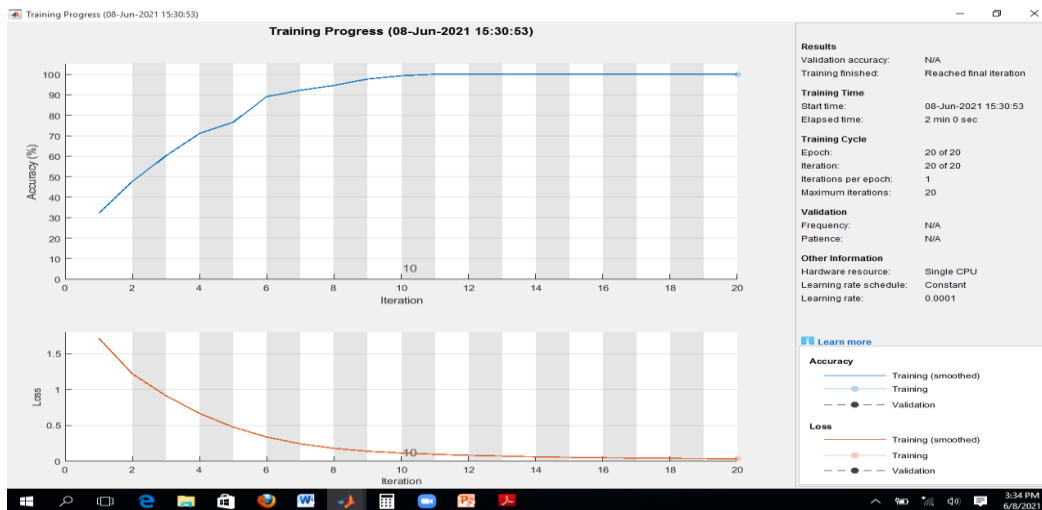 Training Progress (08-Jun-2021 15:30:53)
Training Progress (08-Jun-2021 15:30:53)
100
90
80
70
60
50
40
30
20
10
0
Accuracy (%)
10
0 2 4 6 8 10 12 14 16 18 20
Iteration
1.5
1
0.5
0
Loss
10
0 2 4 6 8 10 12 14 16 18 20
Iteration
Results
Validation accuracy: N/A
Training finished: Reached final iteration
Training Time
Start time: 08-Jun-2021 15:30:53
Elapsed time: 2 min 0 sec
Training Cycle
Epoch: 20 of 20
Iteration: 20 of 20
Iterations per epoch: 1
Maximum iterations: 20
Validation
Frequency: N/A
Patience: N/A
Other Information
Hardware resource: Single CPU
Learning rate schedule: Constant
Learning rate: 0.0001
Learn more
Accuracy
Training (smoothed)
Training
Validation
Loss
Training (smoothed)
Training
Validation
3:34 PM
6/8/2021